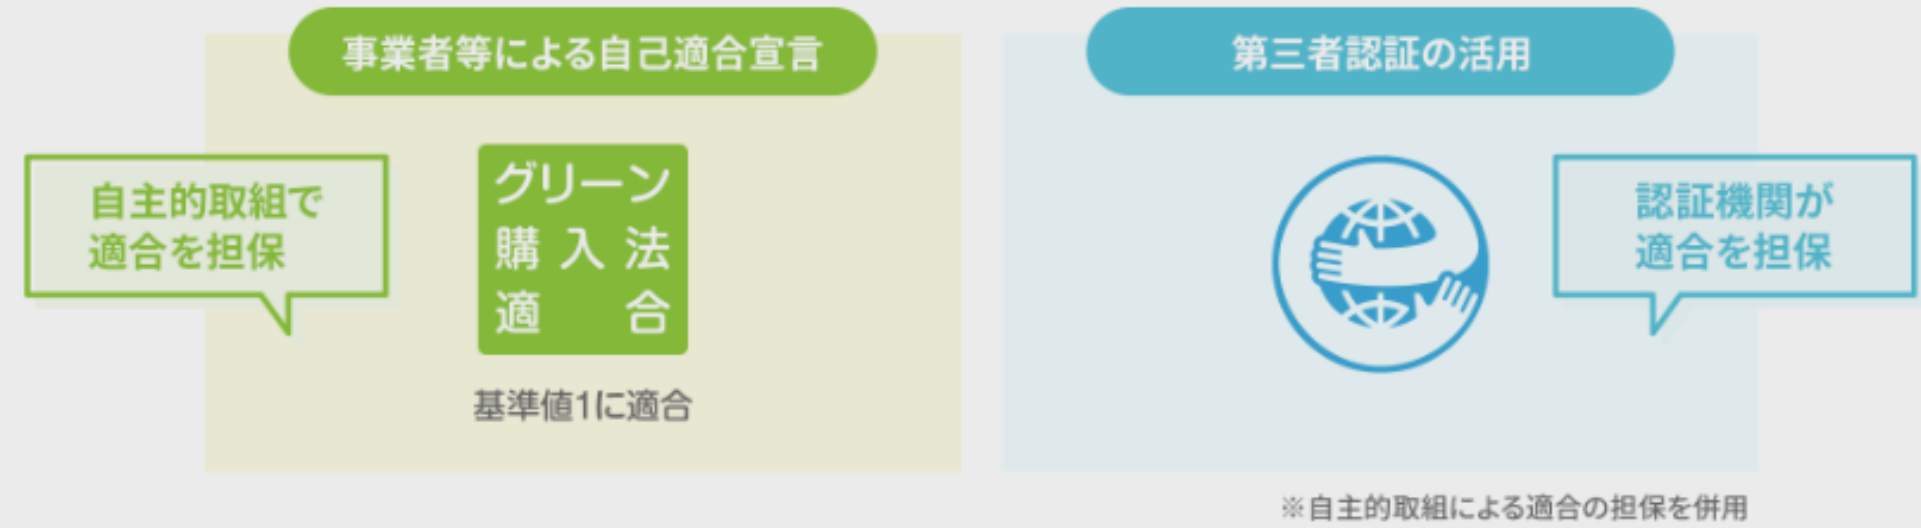 事業者等による自己適合宣言
自主的取組で
適合を担保
グリーン
購入法
適合
基準値1に適合
第三者認証の活用
認証機関が
適合を担保
※自主的取組による適合の担保を併用